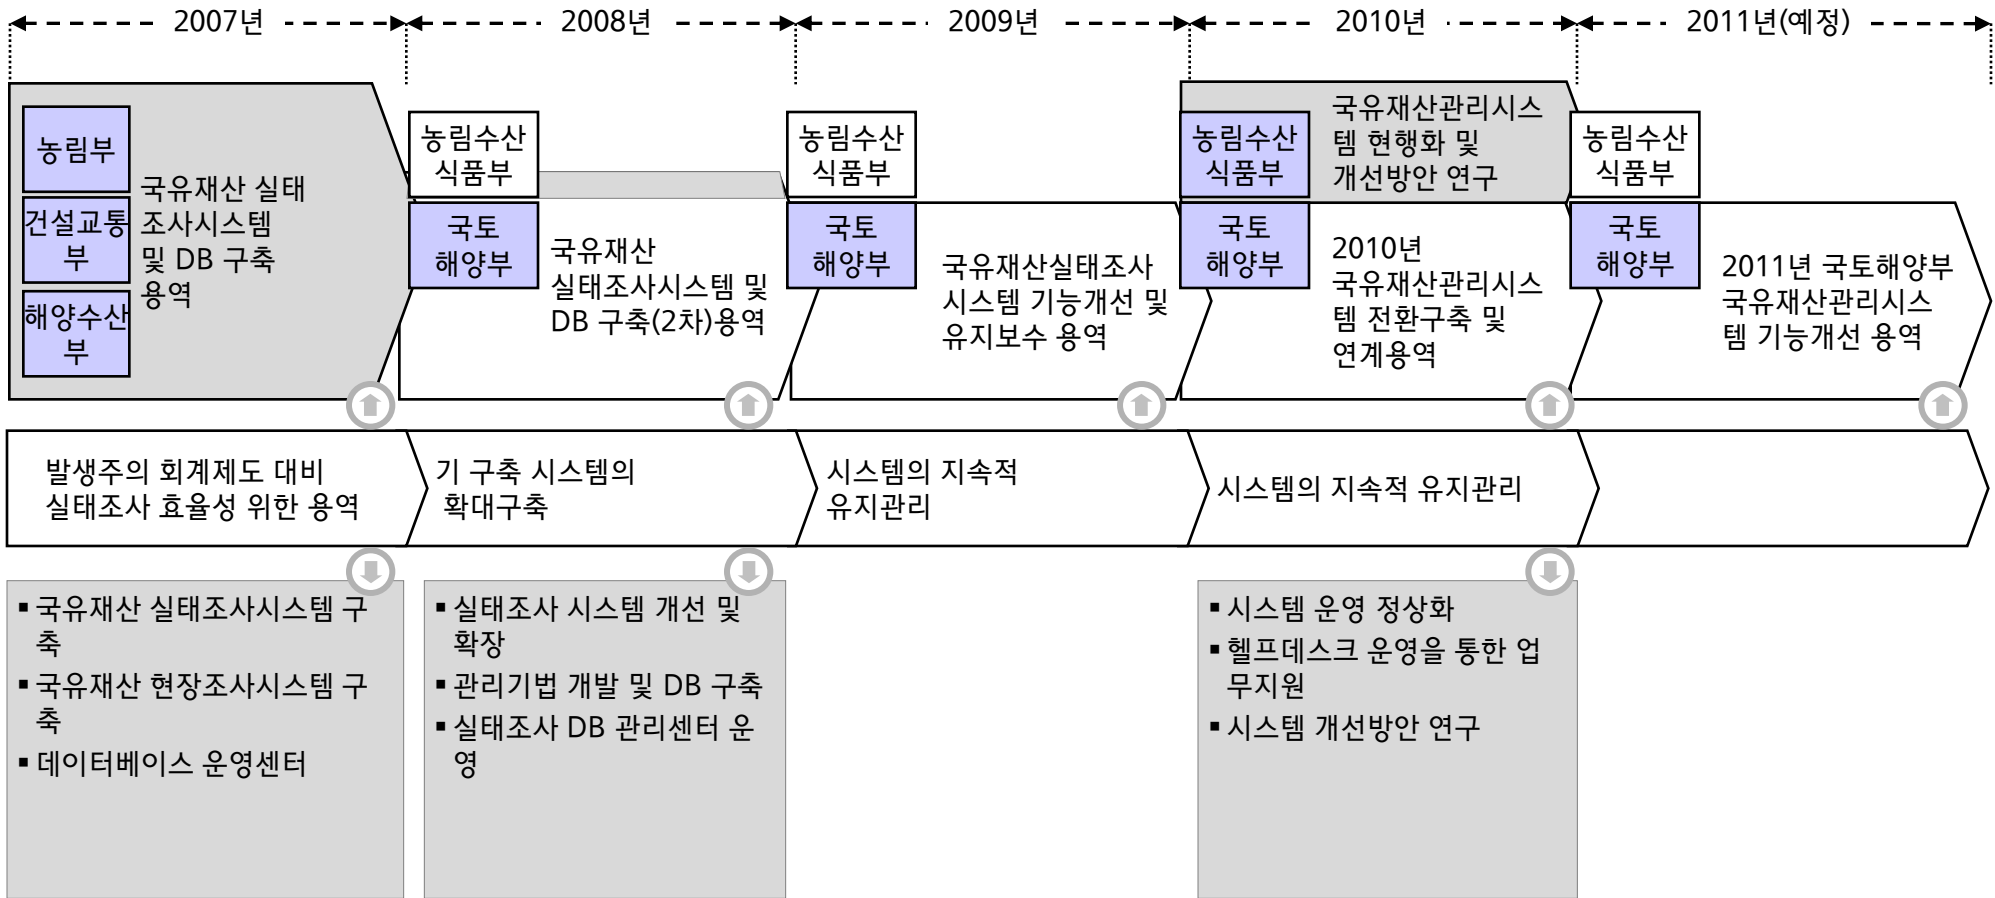 2007년
2008년
2009년
2010년
2011년(예정)
농림부
건설교통
부
해양수산
부
국유재산 실태
조사시스템
및 DB 구축
용역
농림수산
식품부
국토
해양부
국유재산
실태조사시스템 및
DB 구축(2차)용역
농림수산
식품부
국토
해양부
국유재산실태조사
시스템 기능개선 및
유지보수 용역
농림수산
식품부
국유재산관리시스
템 현행화 및
개선방안 연구
국토
해양부
2010년
국유재산관리시스
템 전환구축 및
연계용역
농림수산
식품부
국토
해양부
2011년 국토해양부
국유재산관리시스
템 기능개선 용역
발생주의 회계제도 대비
실태조사 효율성 위한 용역
기 구축 시스템의
확대구축
시스템의 지속적
유지관리
시스템의 지속적 유지관리
▪ 국유재산 실태조사시스템 구
축
▪ 국유재산 현장조사시스템 구
축
▪ 데이터베이스 운영센터
▪ 실태조사 시스템 개선 및
확장
▪ 관리기법 개발 및 DB 구축
▪ 실태조사 DB 관리센터 운
영
▪ 시스템 운영 정상화
▪ 헬프데스크 운영을 통한 업
무지원
▪ 시스템 개선방안 연구